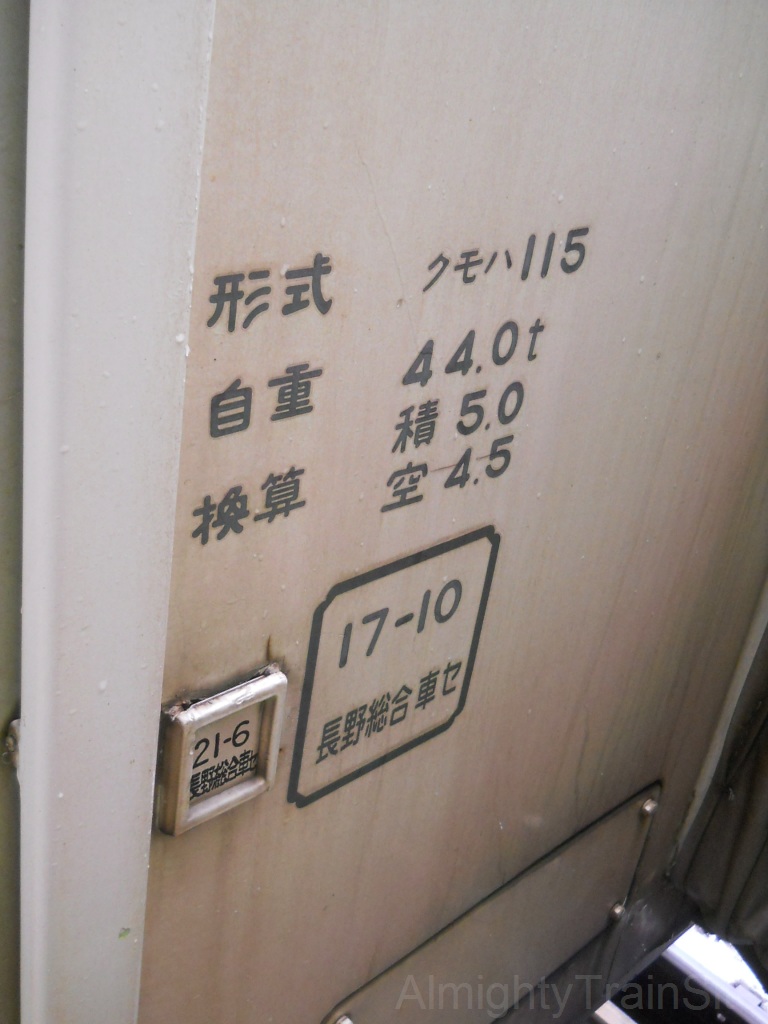 形式 クモハ115
自重 44.0t
換算 積5.0
空4.5
17-10
長野総合車セ
21-6
長野総合車セ
AlmightyTrainS